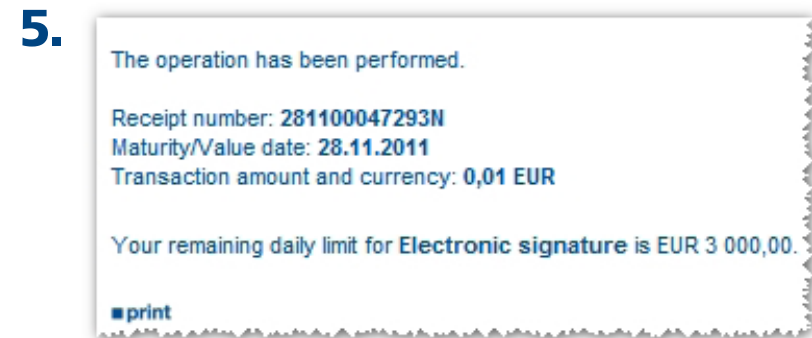 5.
The operation has been performed.
Receipt number: 281100047293N
Maturity/Value date: 28.11.2011
Transaction amount and currency: 0,01 EUR
Your remaining daily limit for Electronic signature is EUR 3 000,00.
print